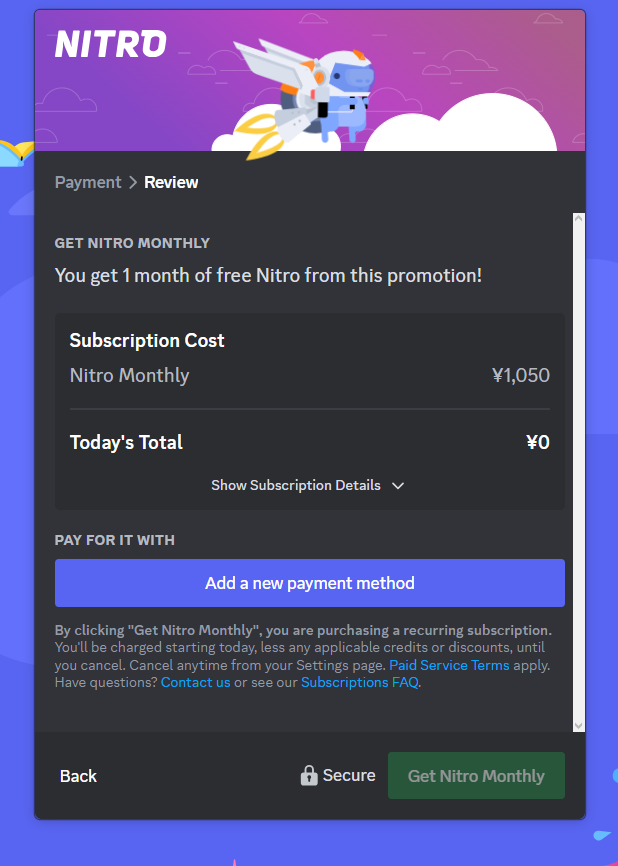 NITRO
Payment > Review
GET NITRO MONTHLY
You get 1 month of free Nitro from this promotion!
Subscription Cost
Nitro Monthly ¥1,050
Today's Total ¥0
Show Subscription Details
PAY FOR IT WITH
Add a new payment method
By clicking "Get Nitro Monthly", you are purchasing a recurring subscription.
You'll be charged starting today, less any applicable credits or discounts, until
you cancel. Cancel anytime from your Settings page. Paid Service Terms apply.
Have questions? Contact us or see our Subscriptions FAQ.
Back Secure Get Nitro Monthly